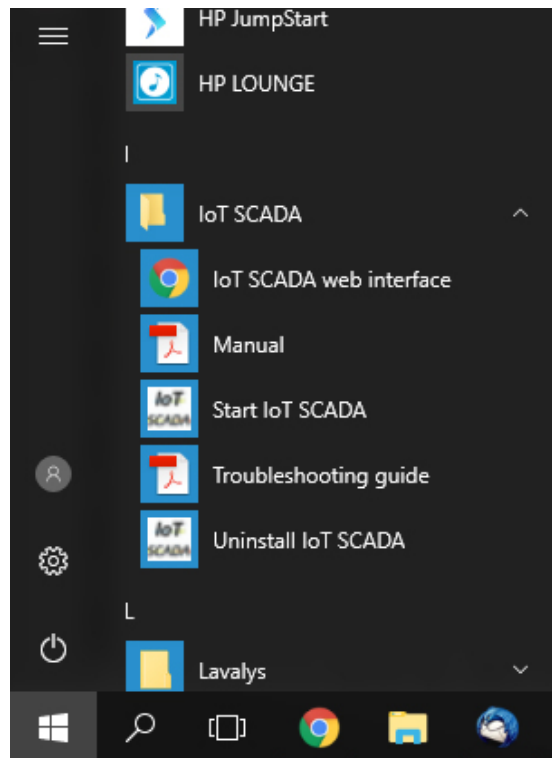 HP JumpStart
HP LOUNGE
I
IoT SCADA
IoT SCADA web interface
Manual
IoT
SCADA
Start IoT SCADA
Troubleshooting guide
IoT
SCADA
Uninstall IoT SCADA
L
Lavalys